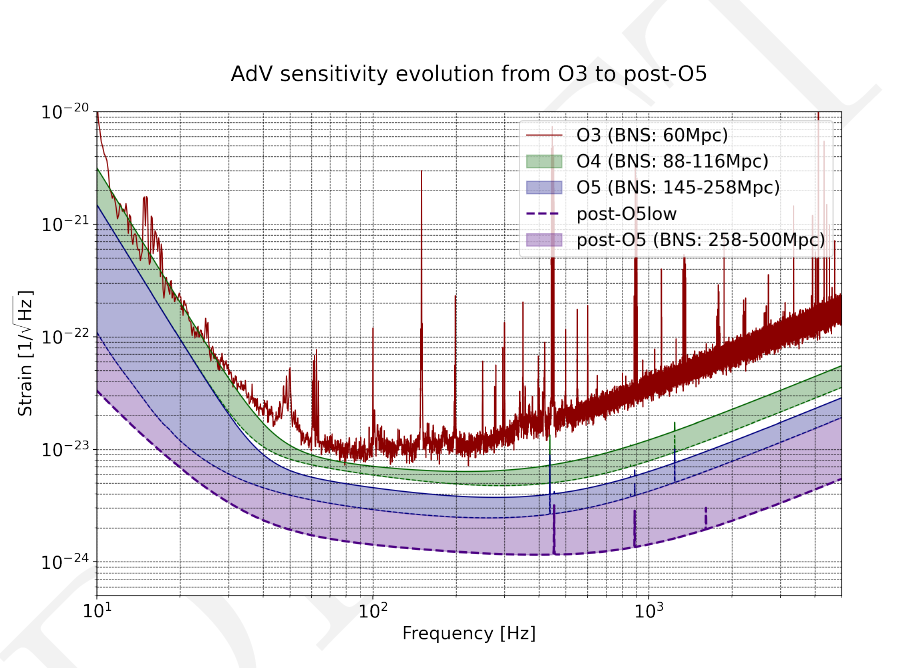 AdV sensitivity evolution from O3 to post-O5
O3 (BNS: 60Mpc)
O4 (BNS: 88-116Mpc)
O5 (BNS: 145-258Mpc)
post-O5low
post-O5 (BNS: 258-500Mpc)
10⁻²⁰
10⁻²¹
10⁻²²
10⁻²³
10⁻²⁴
Strain [1/√Hz]
10¹ 10² 10³
Frequency [Hz]